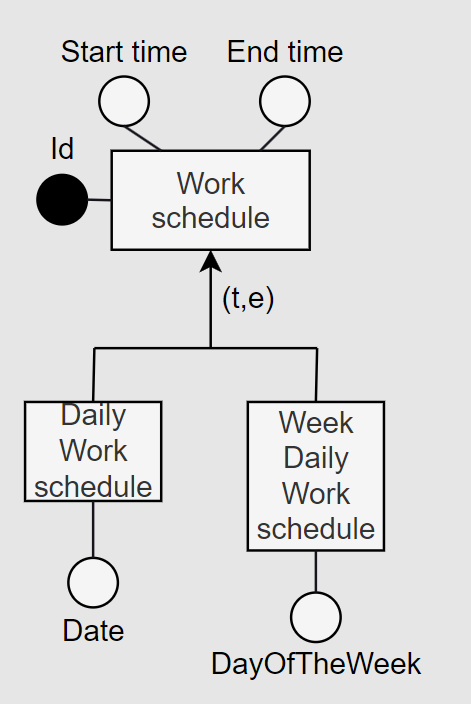 Start time
End time
Id
Work
schedule
(t,e)
Daily
Work
schedule
Week
Daily
Work
schedule
Date
DayOfTheWeek